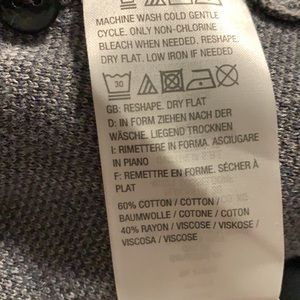 MACHINE WASH COLD GENTLE
CYCLE. ONLY NON-CHLORINE
BLEACH WHEN NEEDED. RESHAPE.
DRY FLAT. LOW IRON IF NEEDED
30
GB: RESHAPE. DRY FLAT
D: IN FORM ZIEHEN NACH DER
WÄSCHE. LIEGEND TROCKNEN
I: RIMETTERE IN FORMA. ASCIUGARE
IN PIANO
F: REMETTRE EN FORME. SÉCHER À
PLAT
60% COTTON / COTTON /
BAUMWOLLE / COTONE / COTON
40% RAYON / VISCOSE / VISKOSE /
VISCOSA / VISCOSE